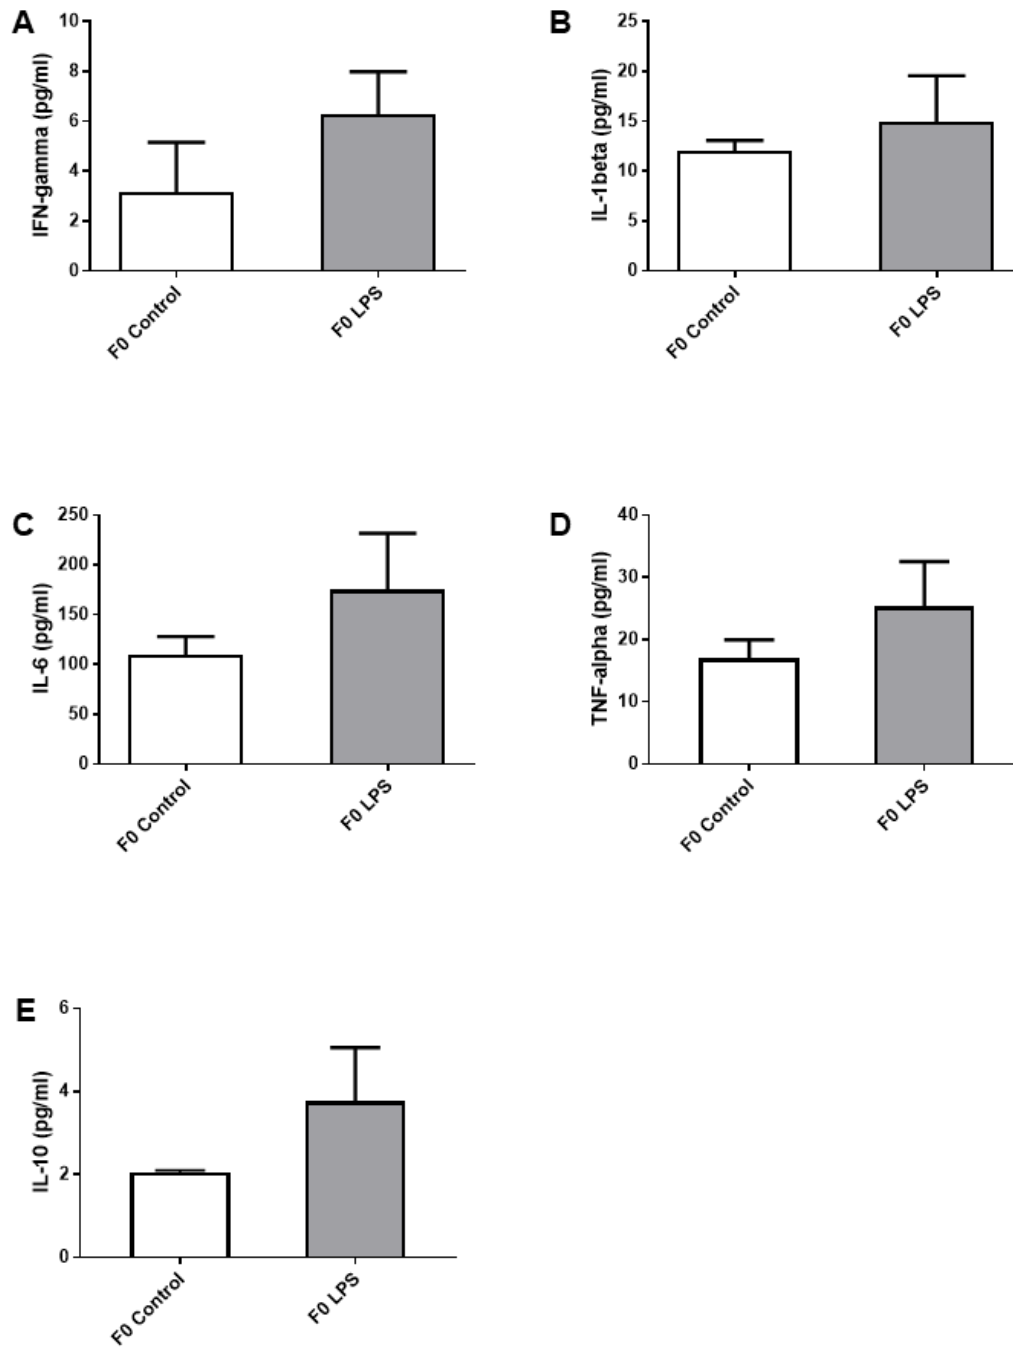 A
IFN-gamma (pg/ml)
10
8
6
4
2
0
F0 Control
F0 LPS
B
IL-1beta (pg/ml)
25
20
15
10
5
0
F0 Control
F0 LPS
C
IL-6 (pg/ml)
250
200
150
100
50
0
F0 Control
F0 LPS
D
TNF-alpha (pg/ml)
40
30
20
10
0
F0 Control
F0 LPS
E
IL-10 (pg/ml)
6
4
2
0
F0 Control
F0 LPS